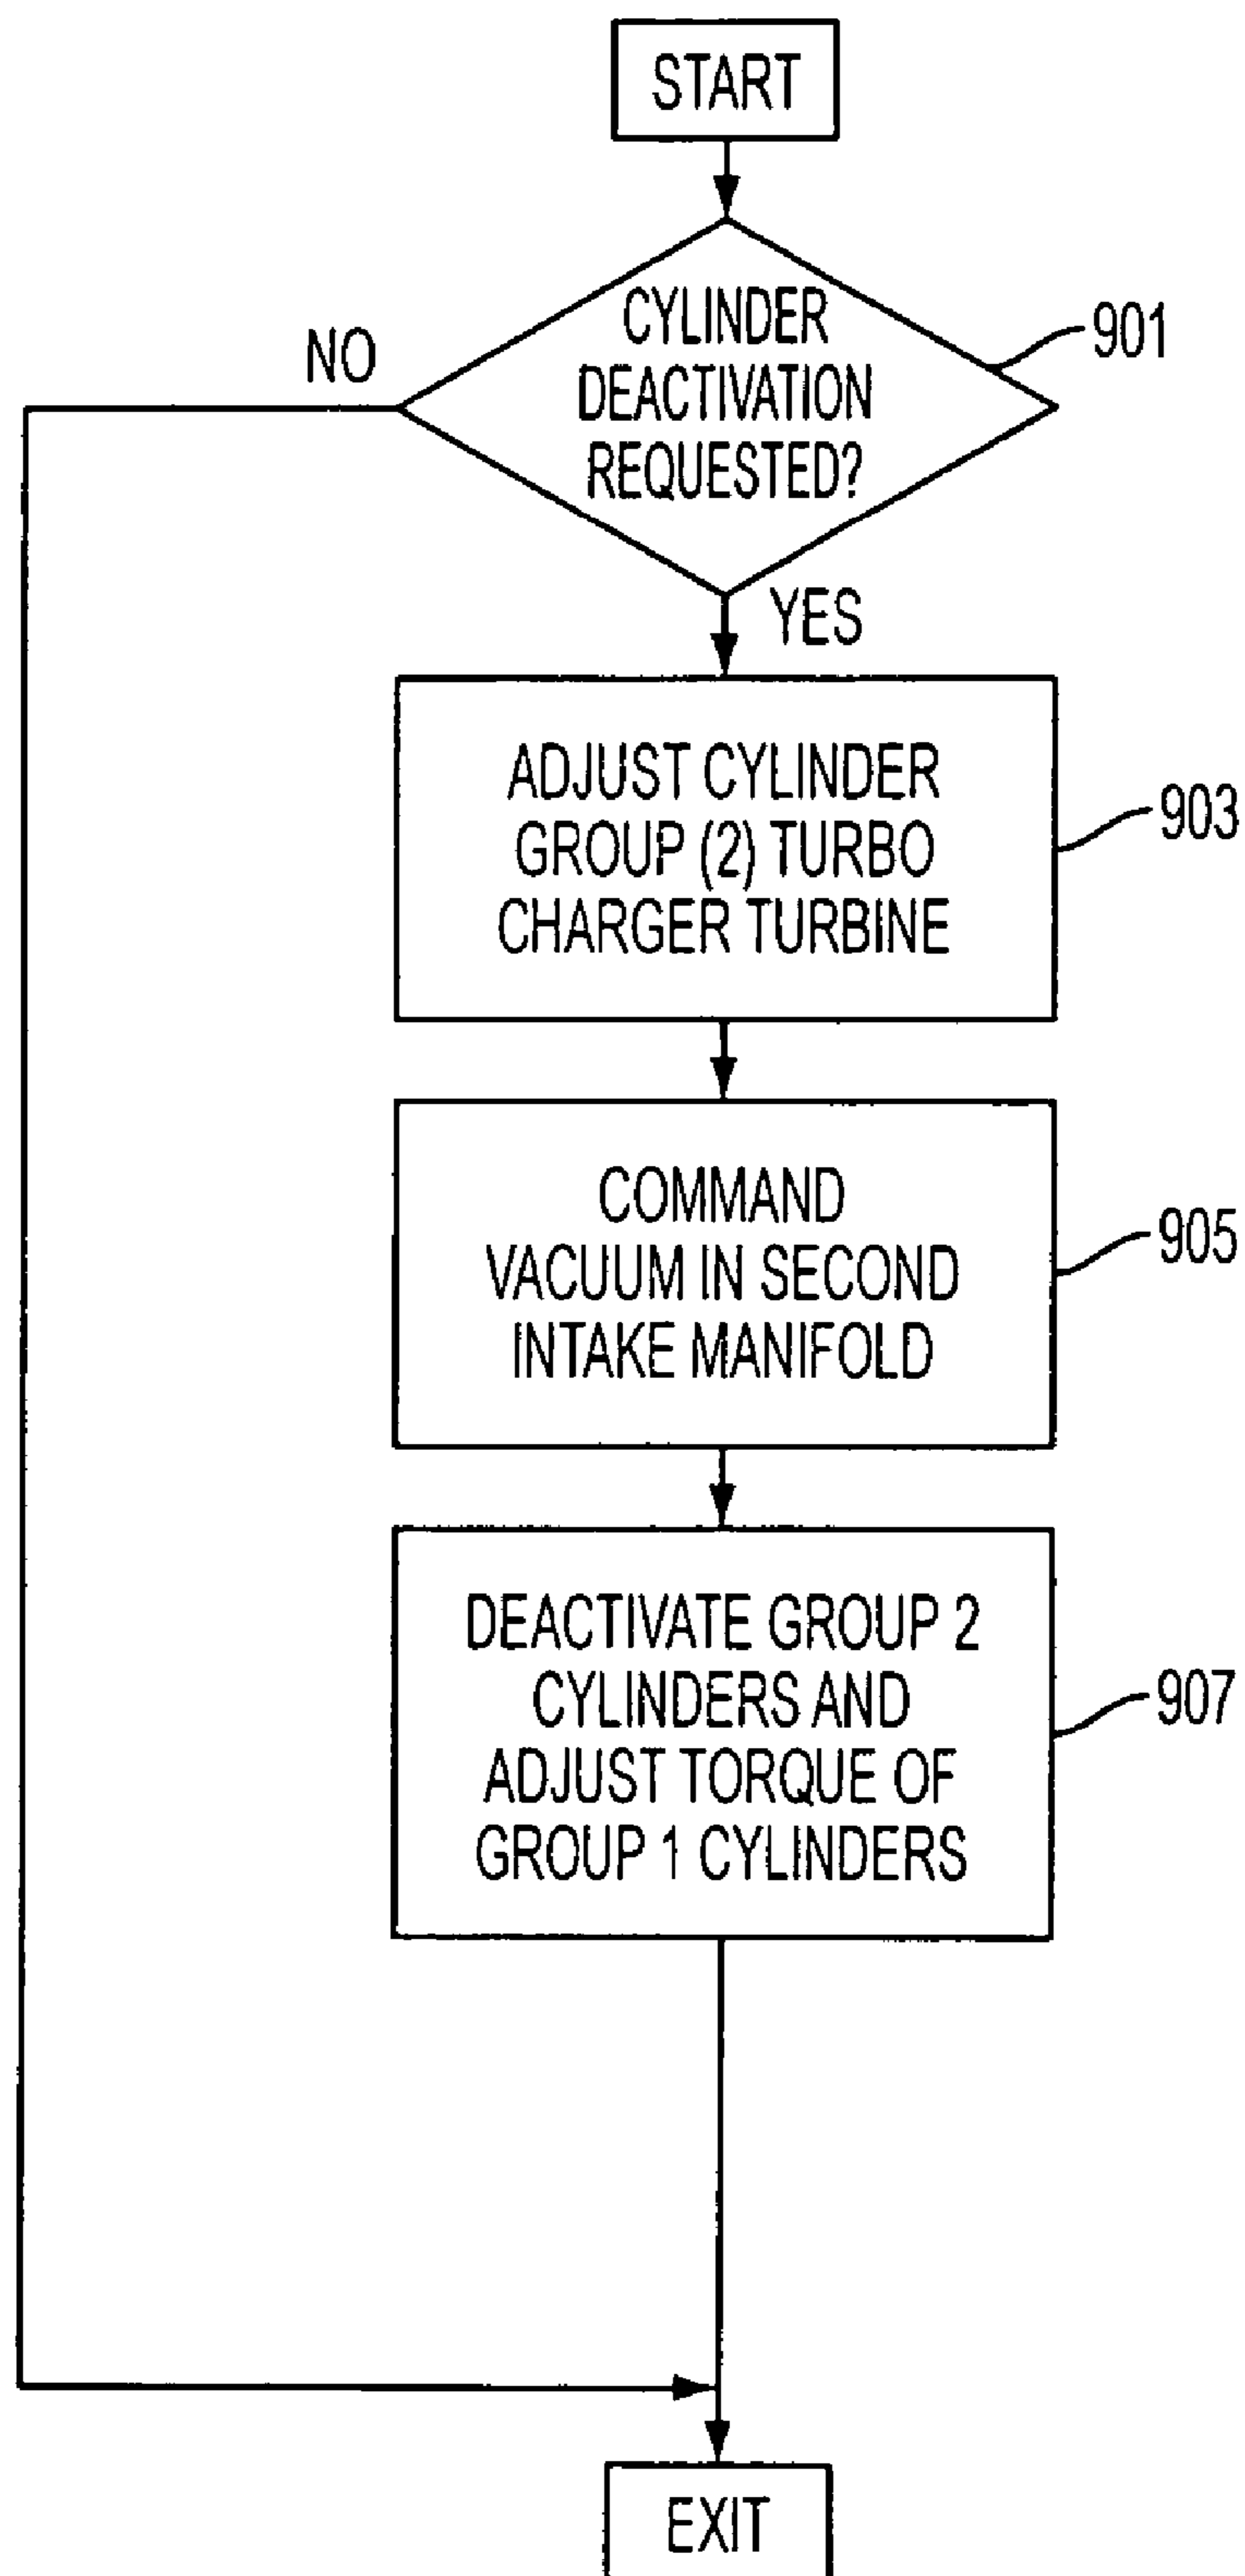 START
CYLINDER
DEACTIVATION
REQUESTED?
901
NO
YES
ADJUST CYLINDER
GROUP (2) TURBO
CHARGER TURBINE
903
COMMAND
VACUUM IN SECOND
INTAKE MANIFOLD
905
DEACTIVATE GROUP 2
CYLINDERS AND
ADJUST TORQUE OF
GROUP 1 CYLINDERS
907
EXIT